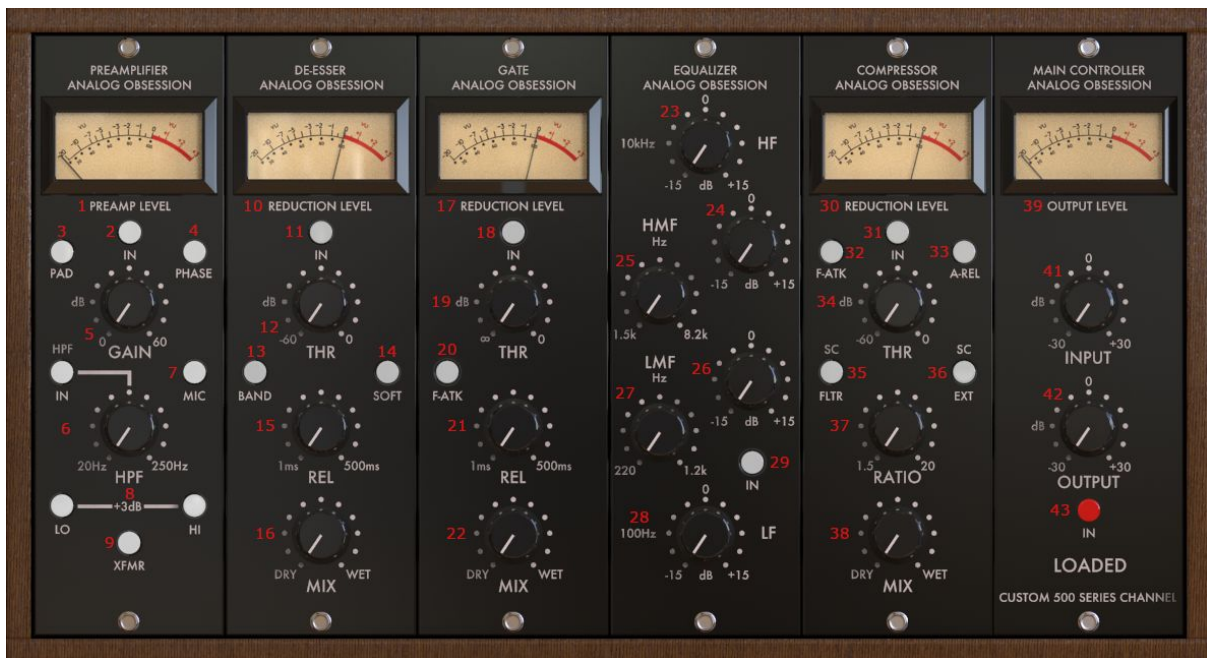 PREAMPLIFIER
ANALOG OBSESSION
VU
1 PREAMP LEVEL
3 2 4
PAD IN PHASE
dB
5 0 60
GAIN
HPF
IN
7
MIC
6
20Hz 250Hz
HPF
8
+3dB
LO HI
9
XFMR
DE-ESSER
ANALOG OBSESSION
VU
10 REDUCTION LEVEL
11
IN
dB
12
-60 0
THR
13 14
BAND SOFT
15
1ms 500ms
REL
16
DRY WET
MIX
GATE
ANALOG OBSESSION
VU
17 REDUCTION LEVEL
18
IN
19 dB
∞ 0
THR
20
F-ATK
21
1ms 500ms
REL
22
DRY WET
MIX
EQUALIZER
ANALOG OBSESSION
0
23
10kHz HF
-15 dB +15
0
24
HMF
Hz
25
-15 dB +15
1.5k 8.2k
0
LMF
Hz
26
27
-15 dB +15
220 1.2k
29
IN
0
28
100Hz LF
-15 dB +15
COMPRESSOR
ANALOG OBSESSION
VU
30 REDUCTION LEVEL
31
IN
32 33
F-ATK A-REL
34 dB
-60 0
THR
SC SC
35 36
FLTR EXT
37
1.5 20
RATIO
38
DRY WET
MIX
MAIN CONTROLLER
ANALOG OBSESSION
VU
39 OUTPUT LEVEL
0
41
dB
-30 +30
INPUT
0
42
dB
-30 +30
OUTPUT
43
IN
LOADED
CUSTOM 500 SERIES CHANNEL